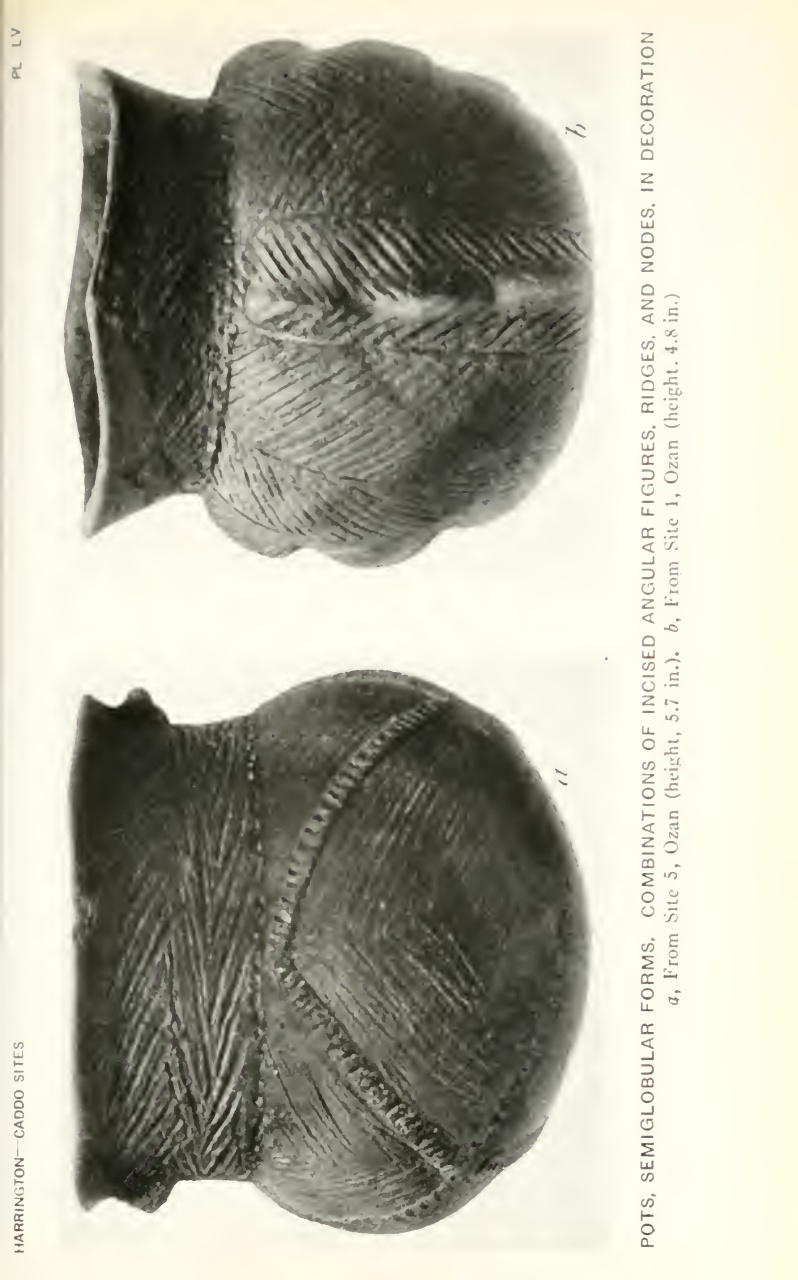 HARRINGTON—CADDO SITES
PL. LV
a
b
POTS, SEMIGLOBULAR FORMS. COMBINATIONS OF INCISED ANGULAR FIGURES, RIDGES, AND NODES, IN DECORATION
a, From Site 5, Ozan (height, 5.7 in.). b, From Site 1, Ozan (height. 4.8 in.)